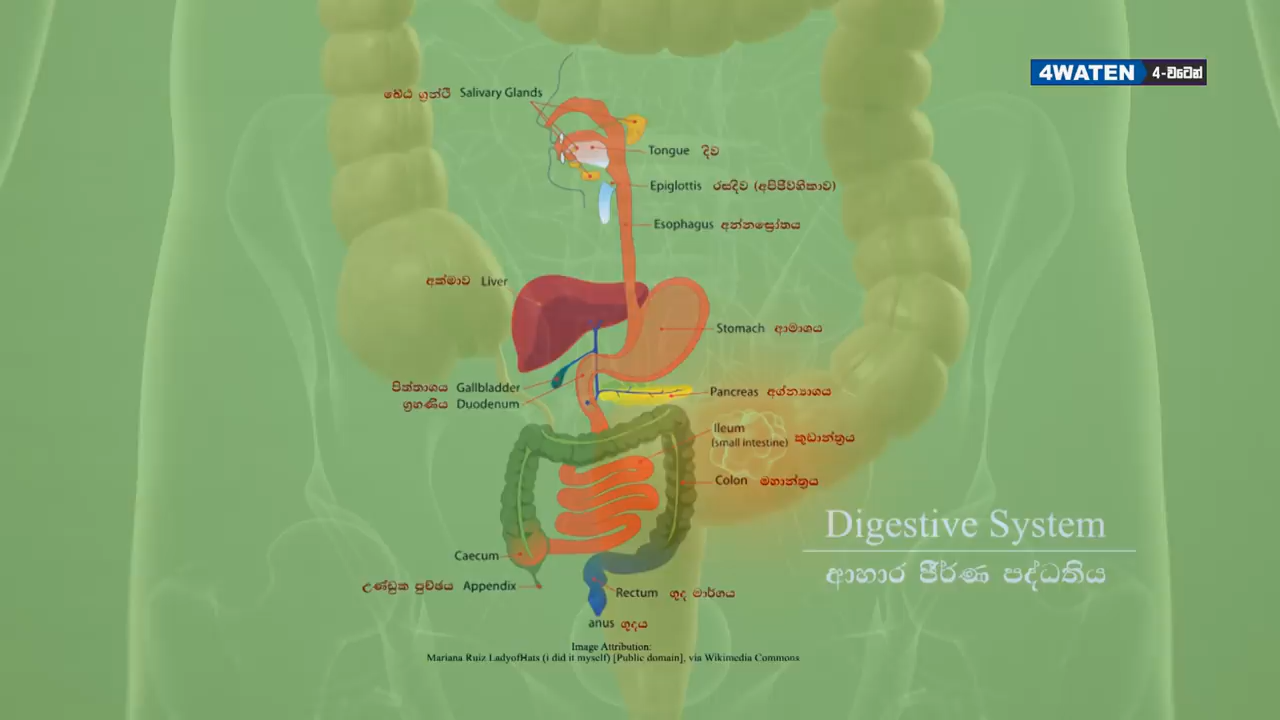 4WATEN 4-වටෙන්
ඛේඨ ග්‍රන්ථි Salivary Glands
Tongue දිව
Epiglottis රසදිව (අපිජීව්හිකාව)
Esophagus අන්නස්‍රෝතය
අක්මාව Liver
Stomach ආමාශය
පිත්තාශය Gallbladder
Pancreas අග්න්‍යාශය
ග්‍රහණිය Duodenum
Ileum
(small intestine) කුඩාන්ත්‍රය
Colon මහාන්ත්‍රය
Digestive System
Caecum
ආහාර ජීර්ණ පද්ධතිය
උණ්ඩුක පුච්ඡය Appendix
Rectum ගුද මාර්ගය
anus ගුදය
Image Attribution:
Mariana Ruiz LadyofHats (i did it myself) [Public domain], via Wikimedia Commons